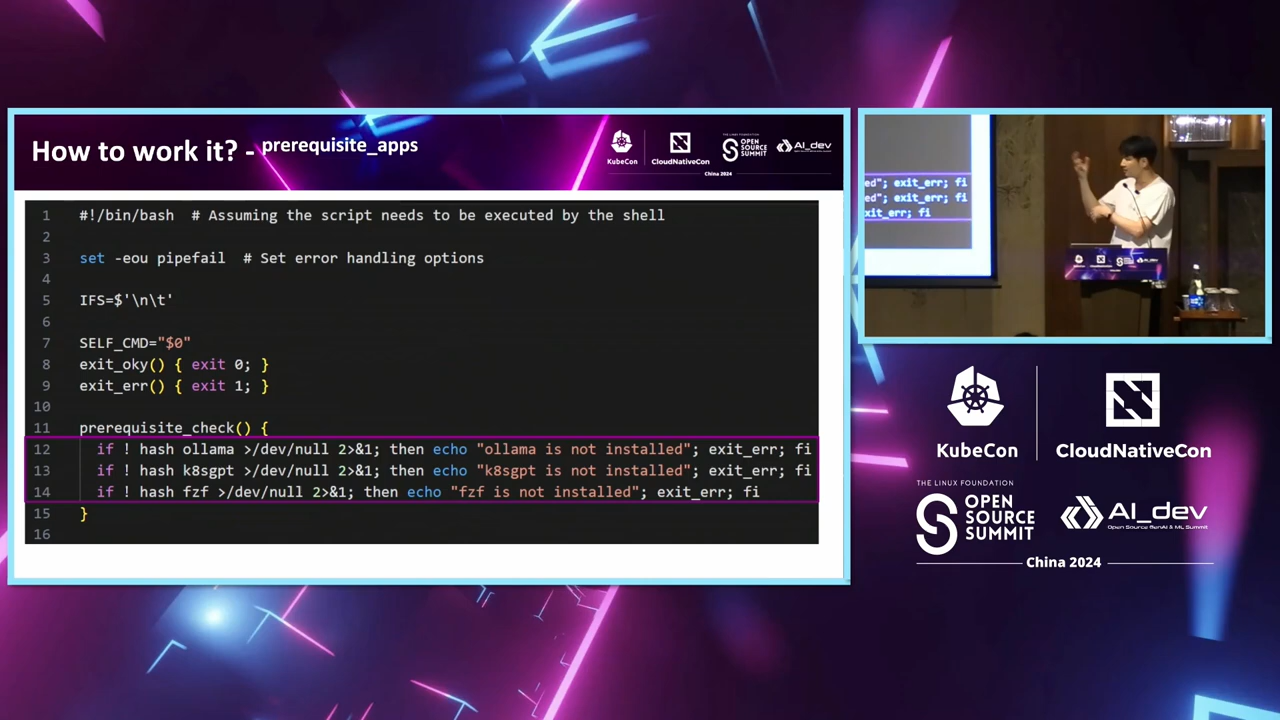 How to work it? - prerequisite_apps
KubeCon
CloudNativeCon
THE LINUX FOUNDATION
OPEN SOURCE SUMMIT
AI_dev
China 2024
1 #!/bin/bash  # Assuming the script needs to be executed by the shell
2
3 set -eou pipefail  # Set error handling options
4
5 IFS=$'\n\t'
6
7 SELF_CMD="$0"
8 exit_oky() { exit 0; }
9 exit_err() { exit 1; }
10
11 prerequisite_check() {
12   if ! hash ollama >/dev/null 2>&1; then echo "ollama is not installed"; exit_err; fi
13   if ! hash k8sgpt >/dev/null 2>&1; then echo "k8sgpt is not installed"; exit_err; fi
14   if ! hash fzf >/dev/null 2>&1; then echo "fzf is not installed"; exit_err; fi
15 }
16
ed"; exit_err; fi
ed"; exit_err; fi
xit_err; fi
KubeCon
CloudNativeCon
THE LINUX FOUNDATION
OPEN
SOURCE
SUMMIT
AI_dev
Open Source GenAI & ML Summit
China 2024